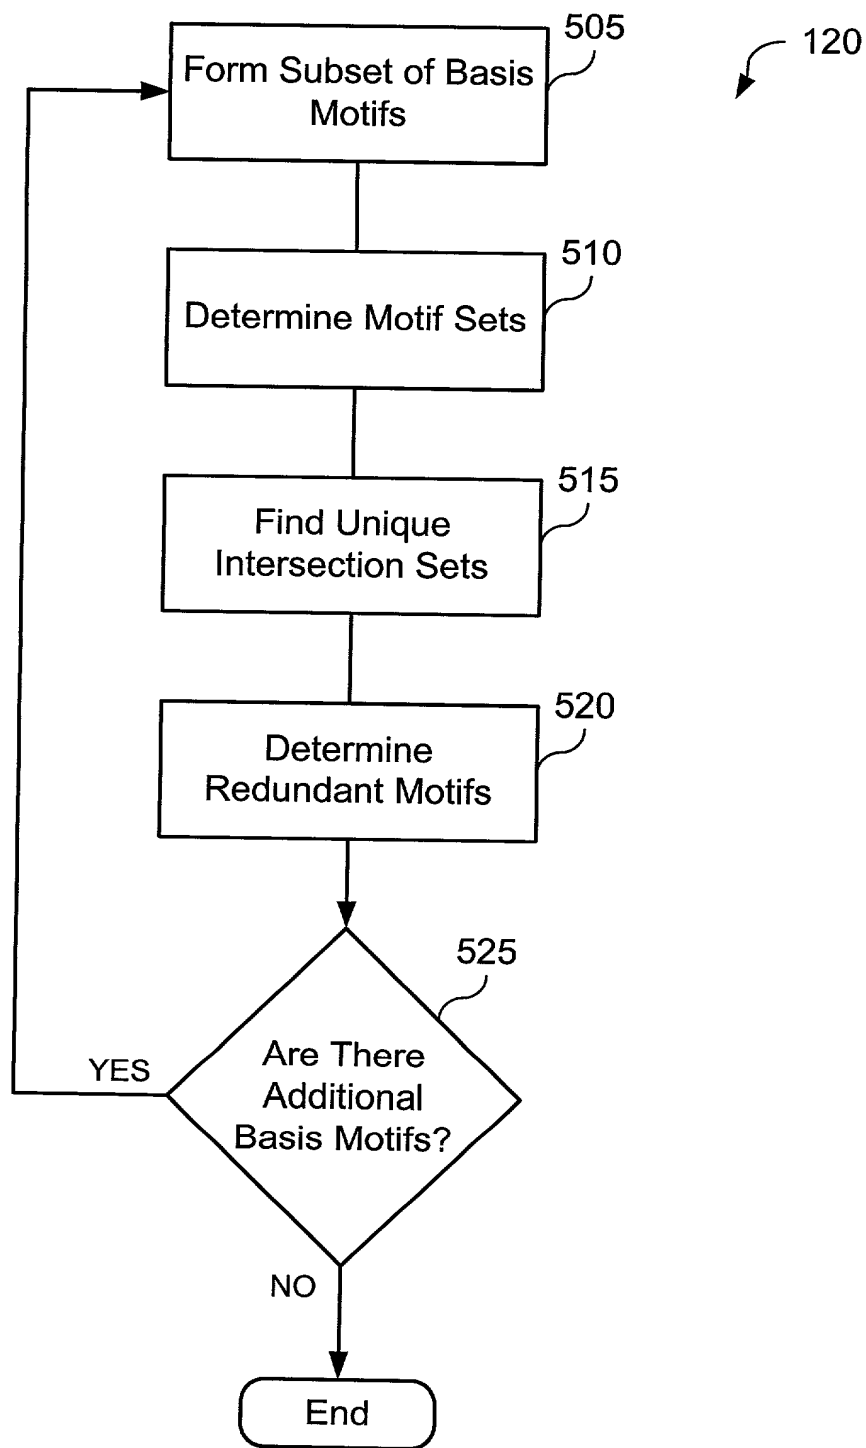 505
120
Form Subset of Basis
Motifs
510
Determine Motif Sets
515
Find Unique
Intersection Sets
520
Determine
Redundant Motifs
525
Are There
Additional
Basis Motifs?
YES
NO
End